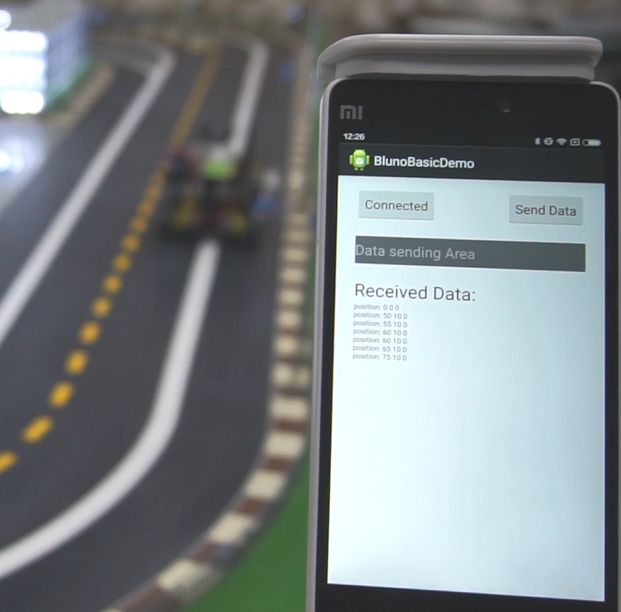 mi
12:26
BlunoBasicDemo
Connected
Send Data
Data sending Area
Received Data:
position: 0 0 0
position: 50 10 0
position: 55 10 0
position: 60 10 0
position: 60 10 0
position: 65 10 0
position: 75 10 0